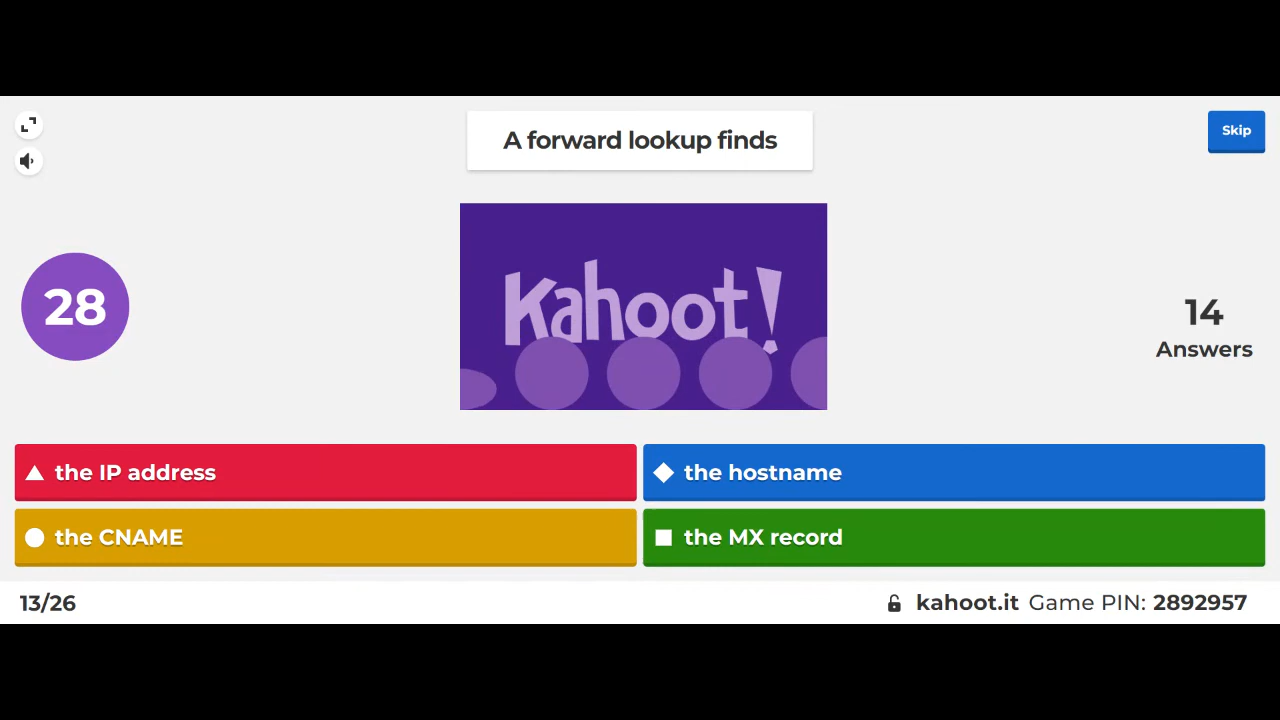 A forward lookup finds
Skip
Kahoot!
28
14
Answers
the IP address
the hostname
the CNAME
the MX record
13/26
kahoot.it Game PIN: 2892957